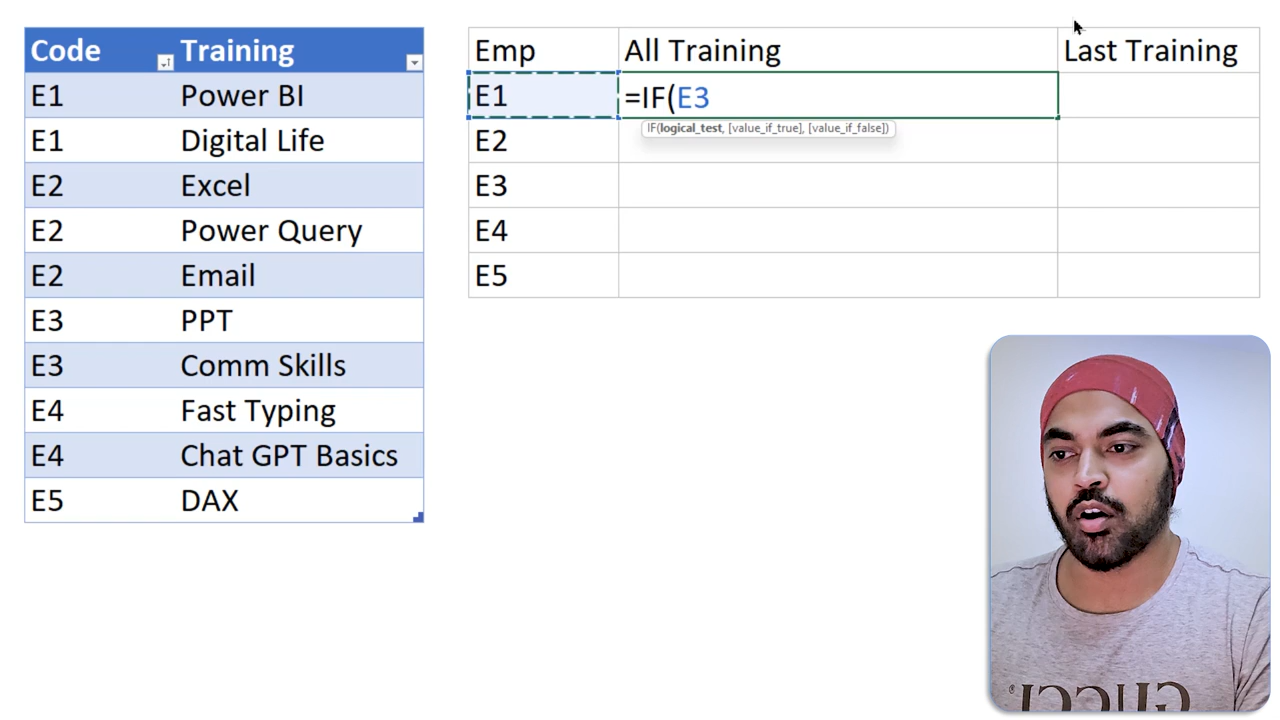 Code Training
E1 Power BI
E1 Digital Life
E2 Excel
E2 Power Query
E2 Email
E3 PPT
E3 Comm Skills
E4 Fast Typing
E4 Chat GPT Basics
E5 DAX
Emp All Training Last Training
E1 =IF(E3
IF(logical_test, [value_if_true], [value_if_false])
E2
E3
E4
E5
GUCCI